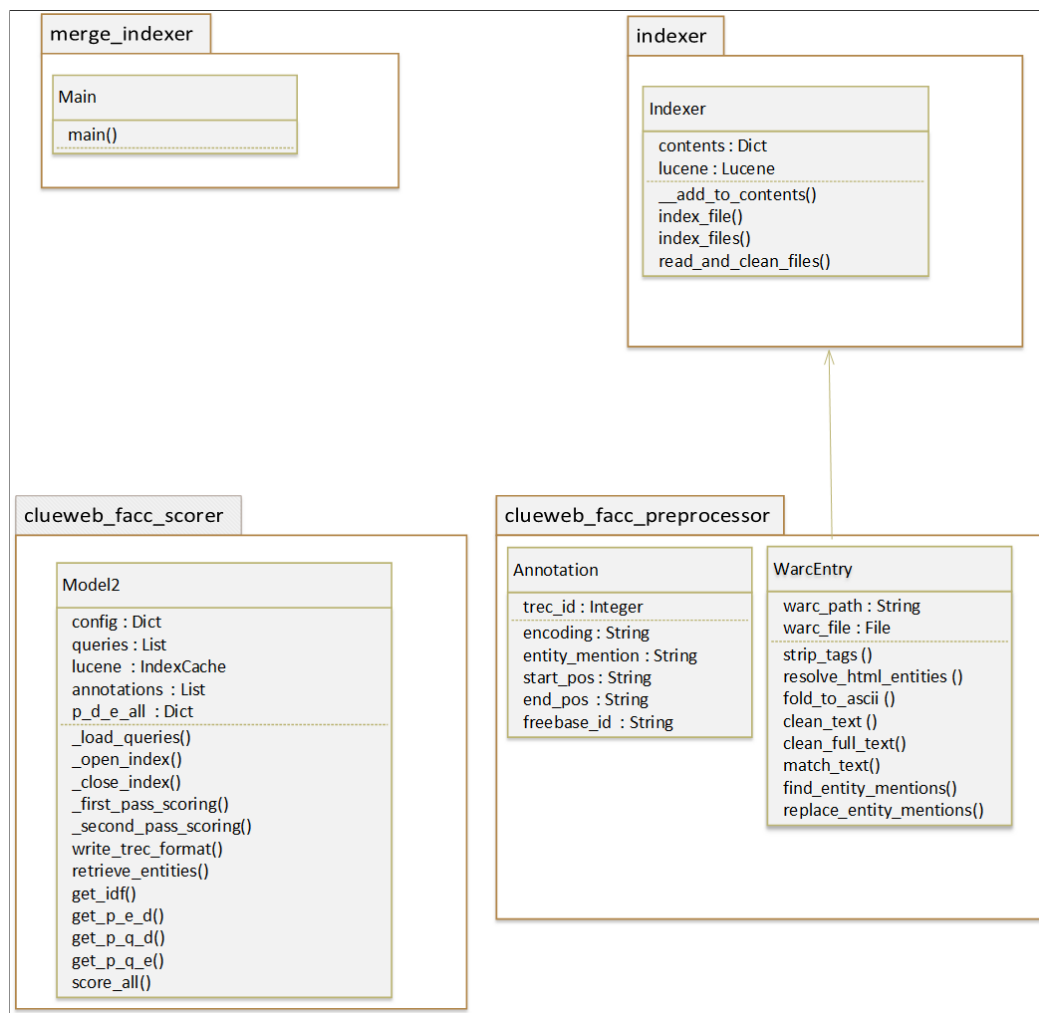 merge_indexer
Main
main()
indexer
Indexer
contents : Dict
lucene : Lucene
__add_to_contents()
index_file()
index_files()
read_and_clean_files()
clueweb_facc_scorer
Model2
config : Dict
queries : List
lucene : IndexCache
annotations : List
p_d_e_all : Dict
_load_queries()
_open_index()
_close_index()
_first_pass_scoring()
_second_pass_scoring()
write_trec_format()
retrieve_entities()
get_idf()
get_p_e_d()
get_p_q_d()
get_p_q_e()
score_all()
clueweb_facc_preprocessor
Annotation
trec_id : Integer
encoding : String
entity_mention : String
start_pos : String
end_pos : String
freebase_id : String
WarcEntry
warc_path : String
warc_file : File
strip_tags ()
resolve_html_entities ()
fold_to_ascii ()
clean_text ()
clean_full_text()
match_text()
find_entity_mentions()
replace_entity_mentions()